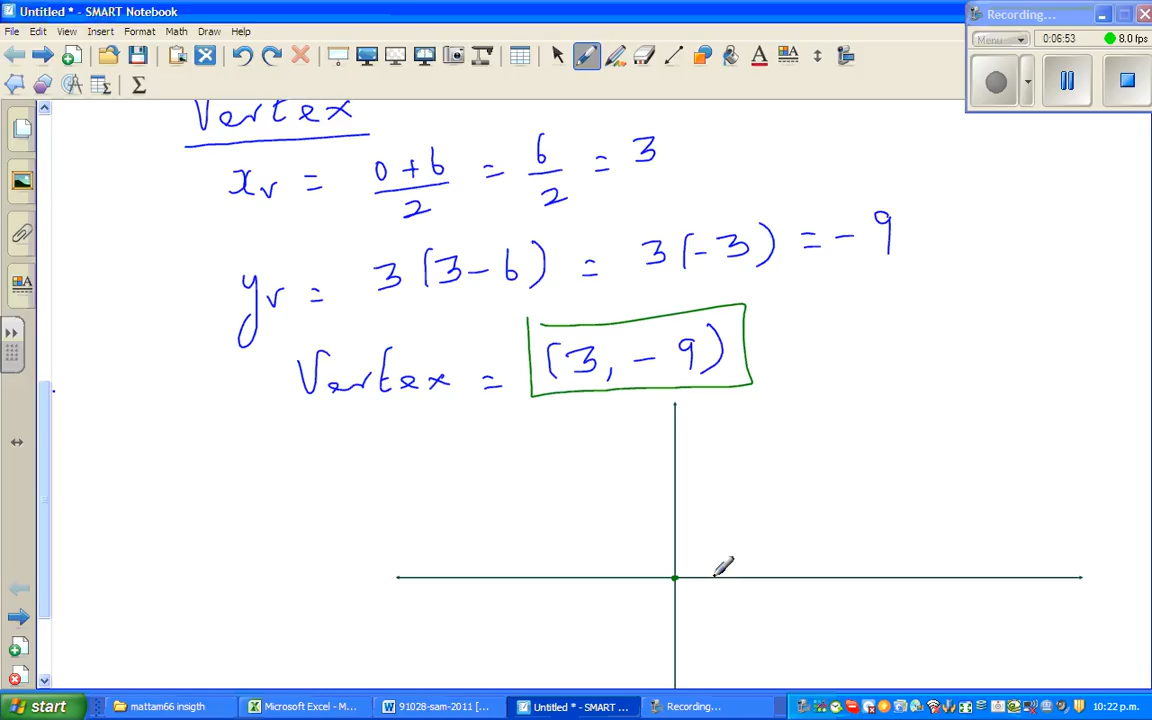 Untitled * - SMART Notebook
Recording...
File Edit View Insert Format Math Draw Help
Menu 0:06:53 8.0 fps
Vertex
xv = 0 + 6 / 2 = 6 / 2 = 3
yv = 3 (3 - 6) = 3 (- 3) = - 9
Vertex = (3, - 9)
start mattam66 insigth Microsoft Excel - M... 91028-sam-2011 [... Untitled * - SMART ... Recording... 10:22 p.m.